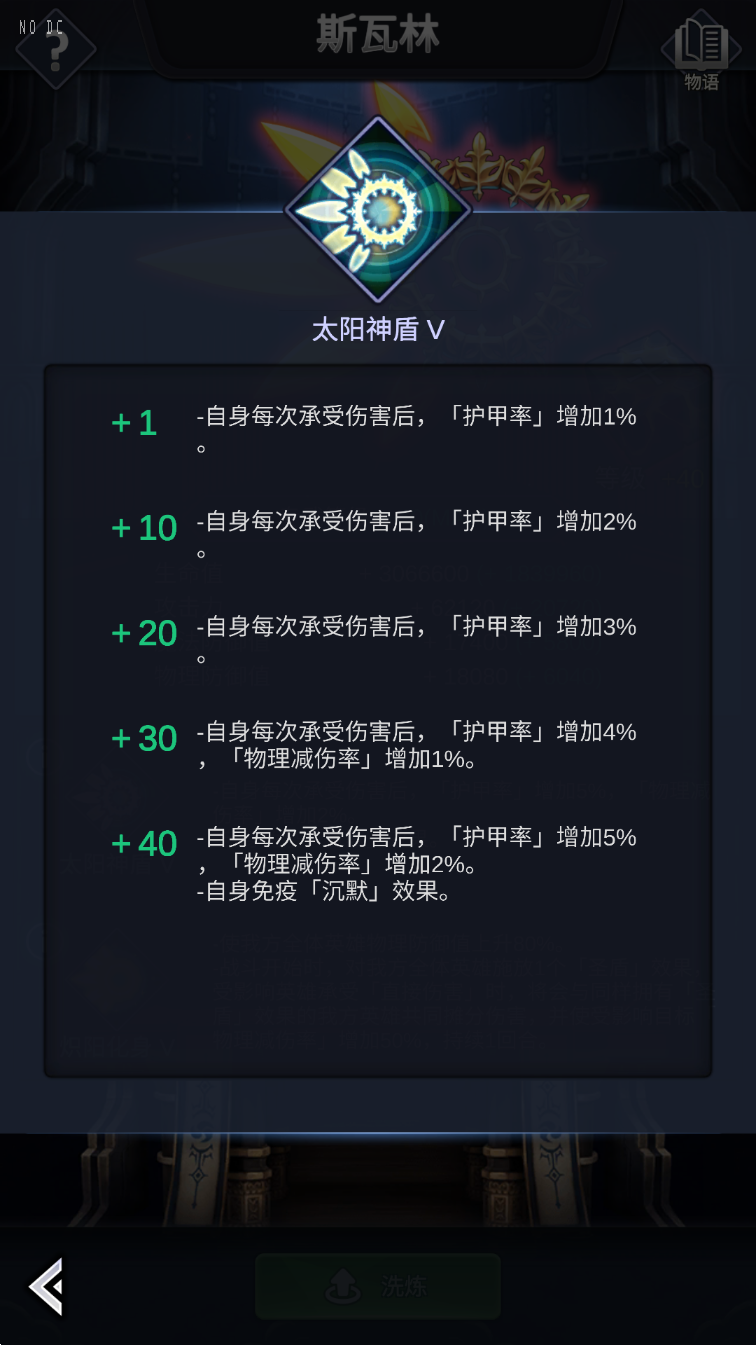 NO DC
斯瓦林
物语
太阳神盾 V
+1
-自身每次承受伤害后，「护甲率」增加1%
。
+10
-自身每次承受伤害后，「护甲率」增加2%
。
+20
-自身每次承受伤害后，「护甲率」增加3%
。
+30
-自身每次承受伤害后，「护甲率」增加4%
，「物理减伤率」增加1%。
+40
-自身每次承受伤害后，「护甲率」增加5%
，「物理减伤率」增加2%。
-自身免疫「沉默」效果。
洗炼